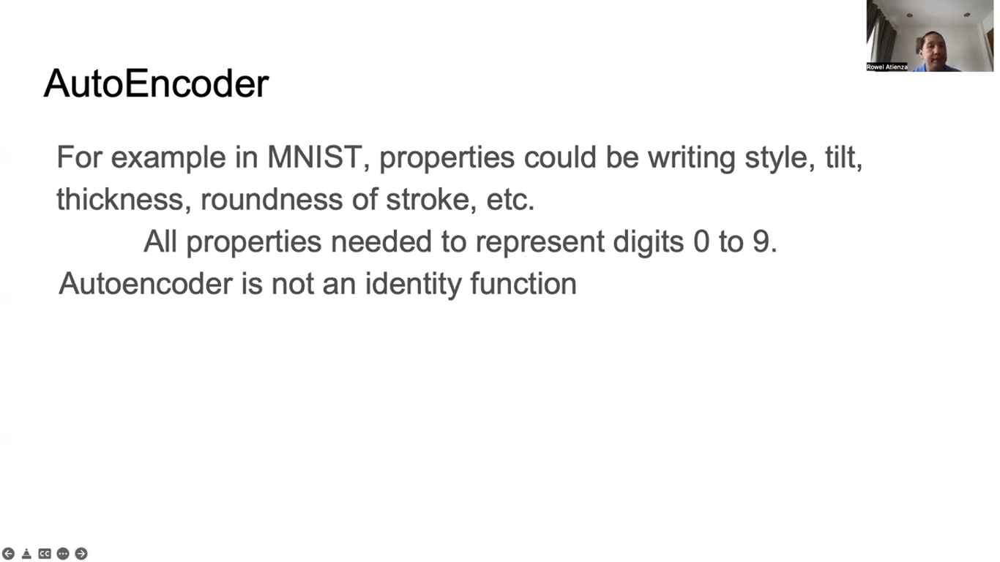 Rowel Atienza
AutoEncoder
For example in MNIST, properties could be writing style, tilt,
thickness, roundness of stroke, etc.
All properties needed to represent digits 0 to 9.
Autoencoder is not an identity function
CC